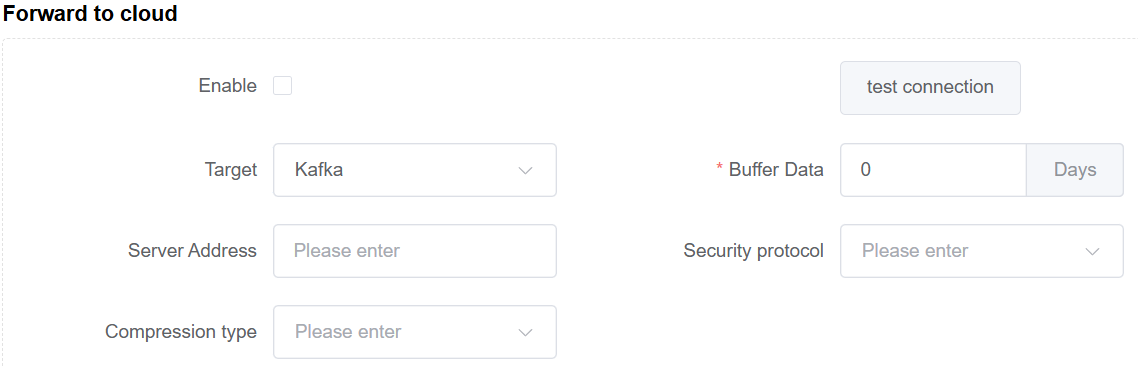 Forward to cloud
Enable
test connection
Target Kafka
* Buffer Data 0 Days
Server Address Please enter
Security protocol Please enter
Compression type Please enter